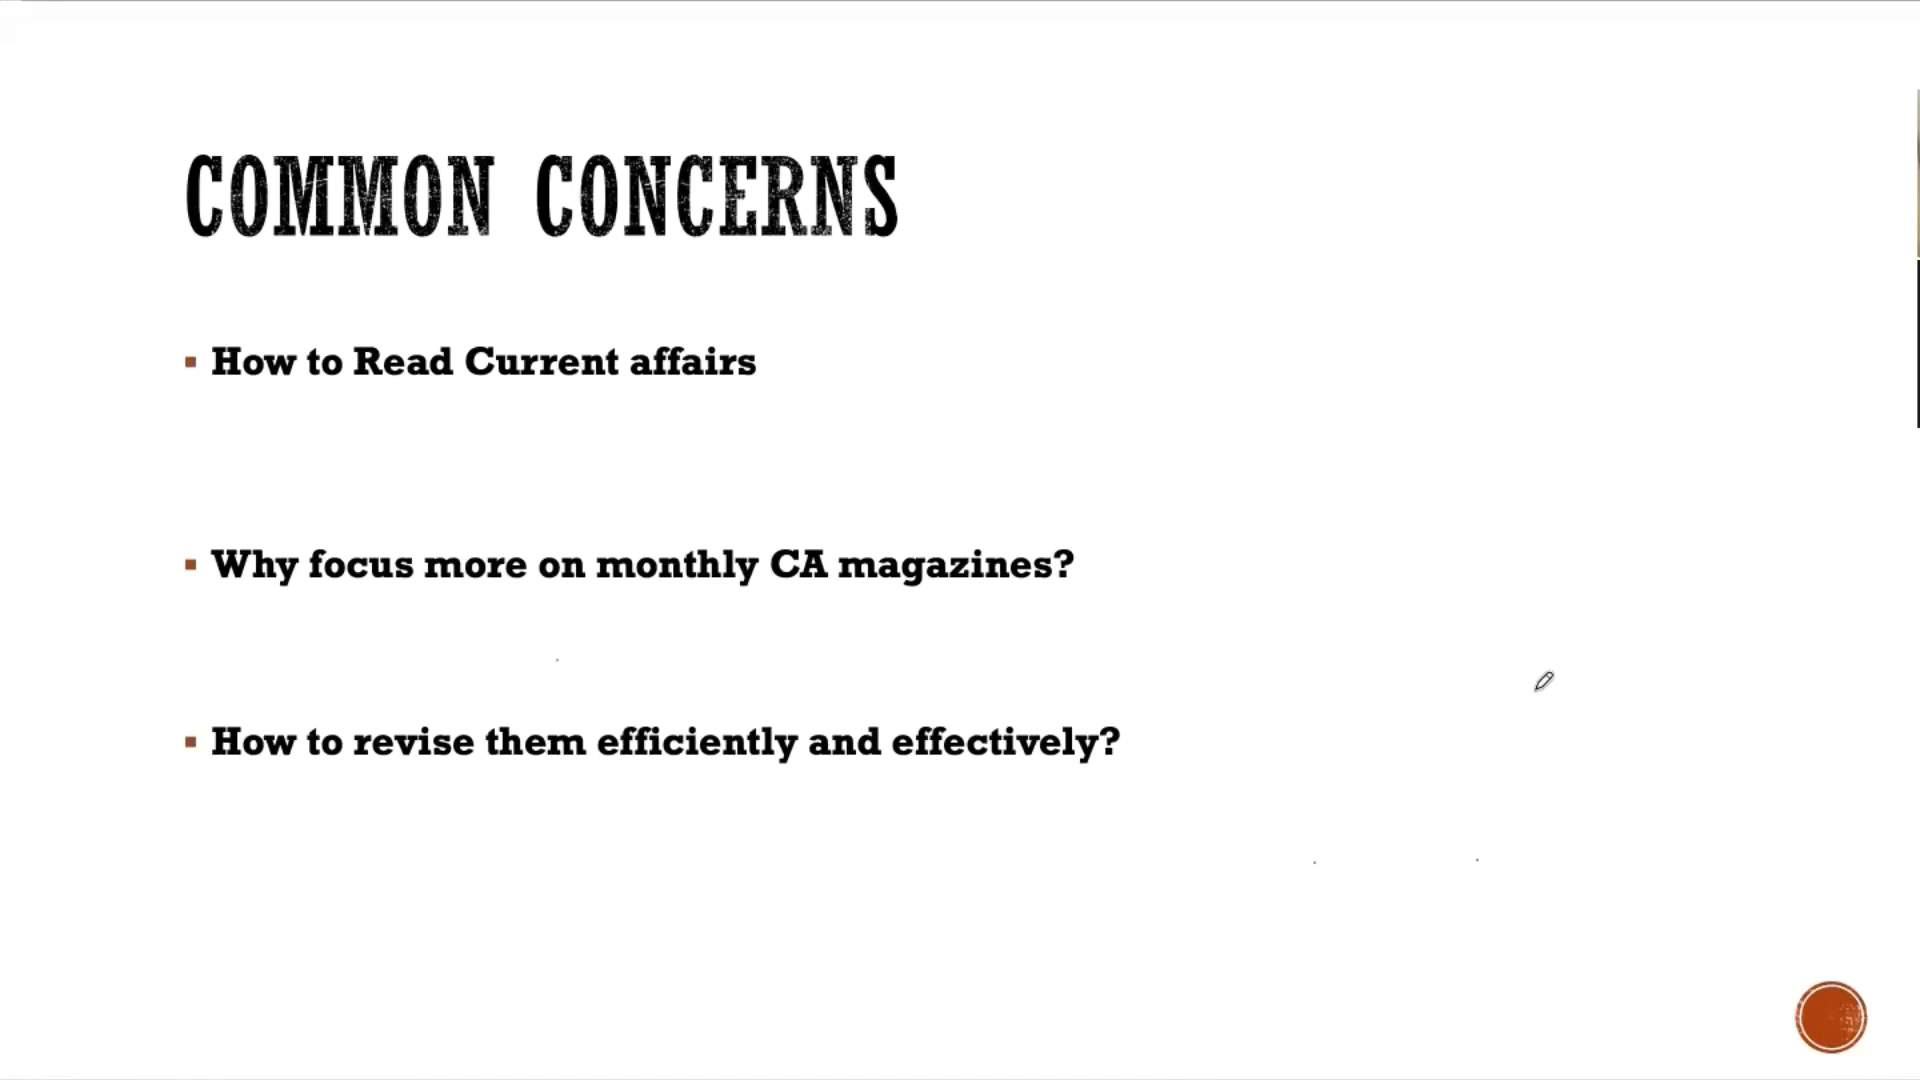 COMMON CONCERNS
How to Read Current affairs
Why focus more on monthly CA magazines?
How to revise them efficiently and effectively?